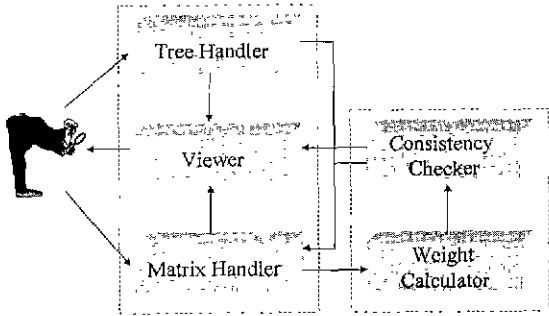 Tree Handler
Viewer
Consistency
Checker
Matrix Handler
Weight
Calculator